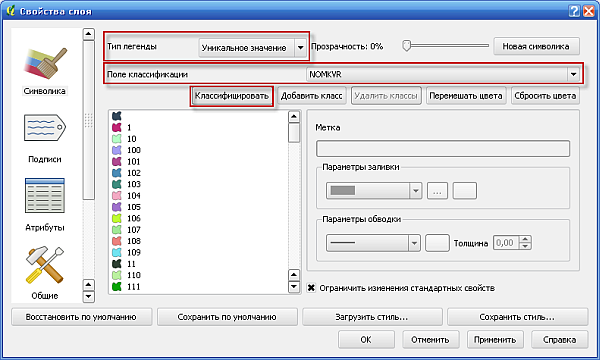 Свойства слоя
Тип легенды Уникальное значение Прозрачность: 0% Новая символика
Поле классификации NOMKVR
Классифицировать Добавить класс Удалить классы Перемешать цвета Сбросить цвета
Символика
Подписи
Атрибуты
Общие
1
10
100
101
102
103
104
105
106
107
108
109
11
110
111
Метка
Параметры заливки
...
Параметры обводки
Толщина 0,00
Ограничить изменения стандартных свойств
Восстановить по умолчанию Сохранить по умолчанию Загрузить стиль... Сохранить стиль...
OK Отменить Применить Справка